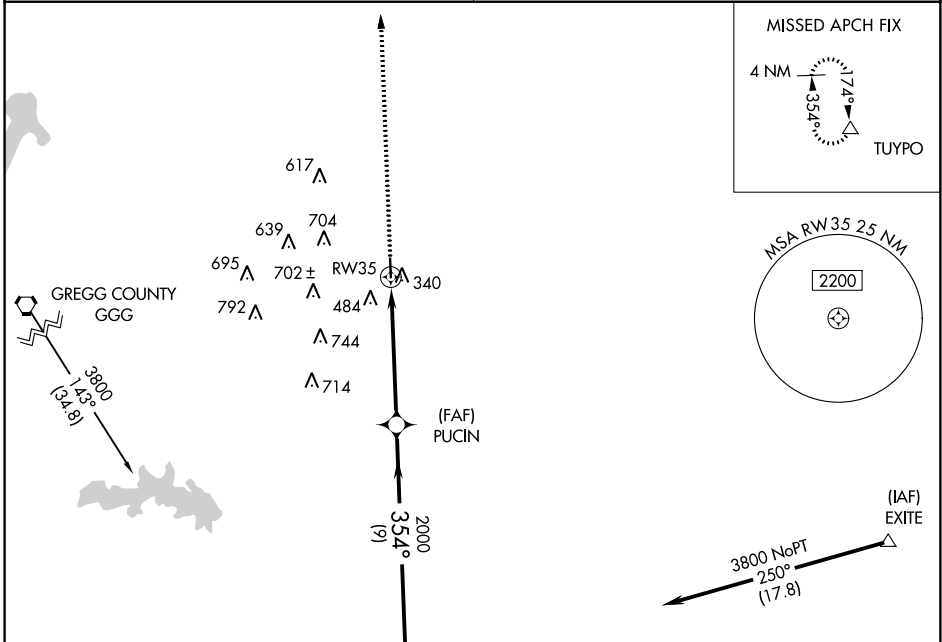 MISSED APCH FIX
4 NM
174°
354°
TUYPO
617
704
639
695
702 ±
RW35
340
792
484
744
714
GREGG COUNTY
GGG
3800
143°
(34.8)
MSA RW35 25 NM
2200
(FAF)
PUCIN
2000
354°
(9)
(IAF)
EXITE
3800 NoPT
250°
(17.8)